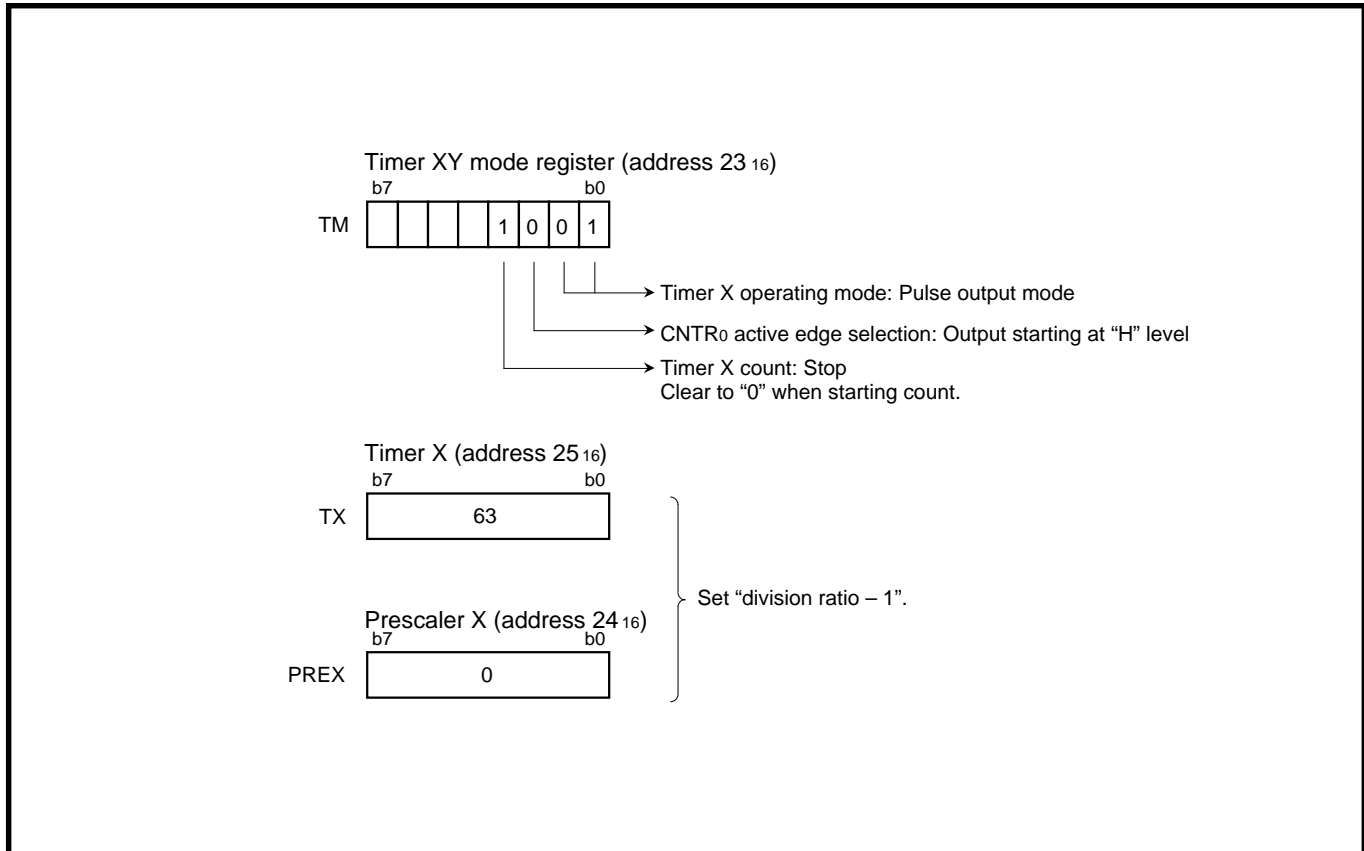 Timer XY mode register (address 23 16)
b7 b0
TM 1 0 0 1
Timer X operating mode: Pulse output mode
CNTR0 active edge selection: Output starting at “H” level
Timer X count: Stop
Clear to “0” when starting count.
Timer X (address 25 16)
b7 b0
TX 63
Set “division ratio – 1”.
Prescaler X (address 24 16)
b7 b0
PREX 0